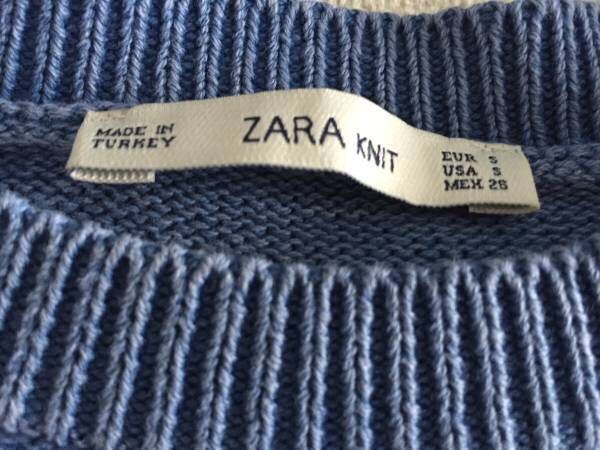 MADE IN
TURKEY
ZARA KNIT
EUR S
USA S
MEX 26